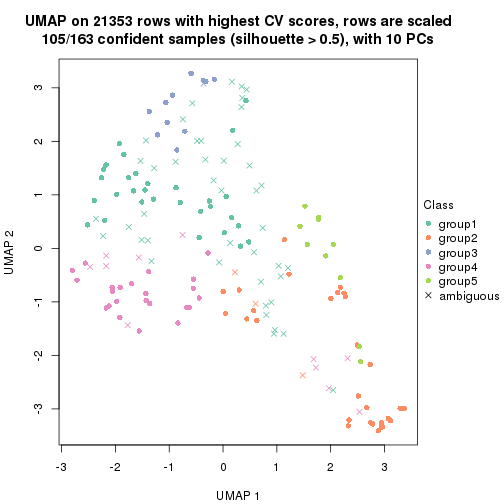 UMAP on 21353 rows with highest CV scores, rows are scaled
105/163 confident samples (silhouette > 0.5), with 10 PCs
UMAP 2
3
2
1
0
-1
-2
-3
-3
-2
-1
0
1
2
3
UMAP 1
Class
group1
group2
group3
group4
group5
ambiguous